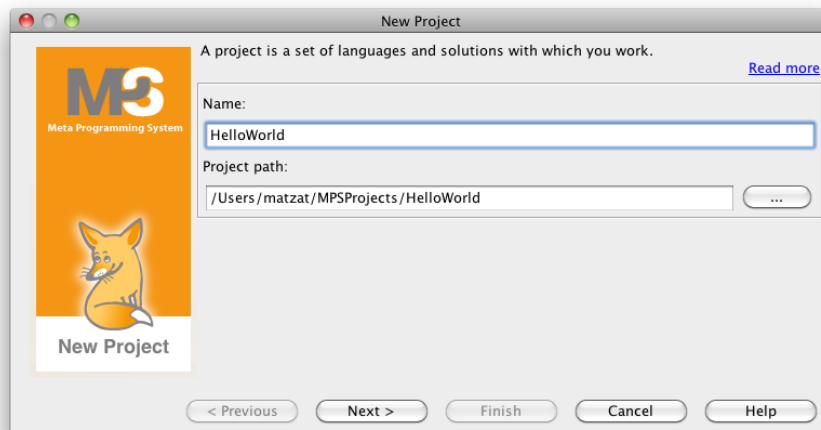 New Project
A project is a set of languages and solutions with which you work.
Read more
MPS
Meta Programming System
Name:
HelloWorld
Project path:
/Users/matzat/MPSProjects/HelloWorld
...
New Project
< Previous
Next >
Finish
Cancel
Help